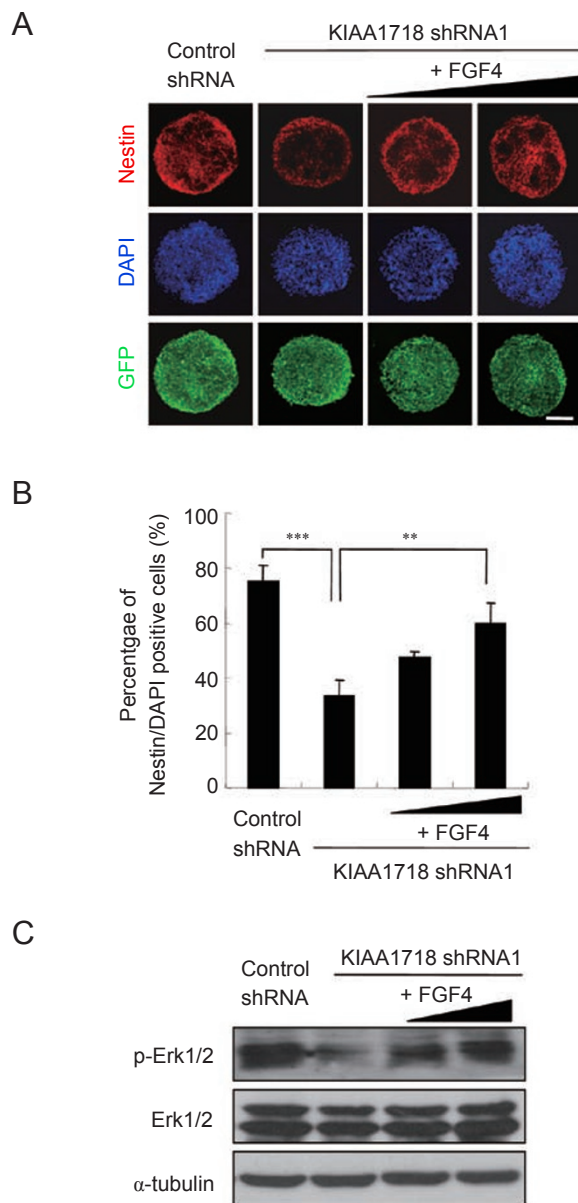 A
KIAA1718 shRNA1
Control
shRNA
+ FGF4
Nestin
DAPI
GFP
B
Percentgae of
Nestin/DAPI positive cells (%)
100
80
60
40
20
0
***
**
Control
shRNA
+ FGF4
KIAA1718 shRNA1
C
KIAA1718 shRNA1
Control
shRNA
+ FGF4
p-Erk1/2
Erk1/2
α-tubulin